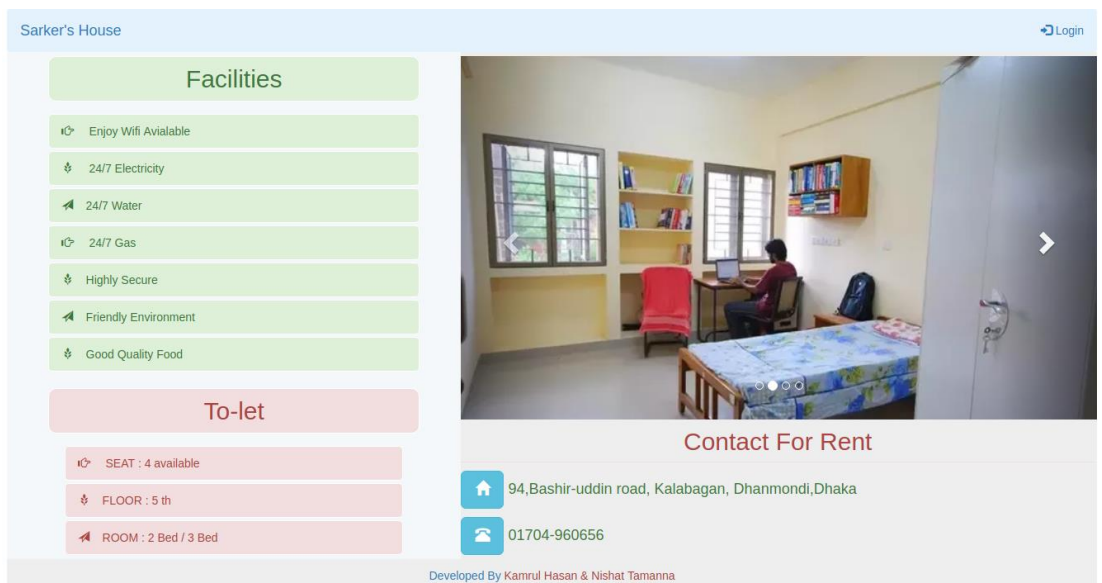 Sarker's House
Login
Facilities
Enjoy Wifi Avialable
24/7 Electricity
24/7 Water
24/7 Gas
Highly Secure
Friendly Environment
Good Quality Food
To-let
SEAT : 4 available
FLOOR : 5 th
ROOM : 2 Bed / 3 Bed
Contact For Rent
94,Bashir-uddin road, Kalabagan, Dhanmondi,Dhaka
01704-960656
Developed By Kamrul Hasan & Nishat Tamanna